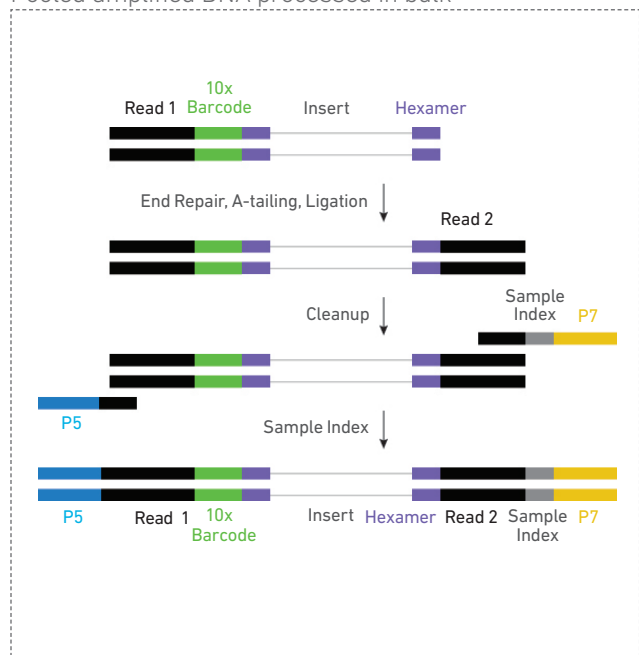 Pooled amplified DNA processed in bulk
10x
Read 1 Barcode Insert Hexamer
End Repair, A-tailing, Ligation
Read 2
Sample
Index P7
Cleanup
P5
Sample Index
P5 Read 1 10x Insert Hexamer Read 2 Sample P7
Barcode Index